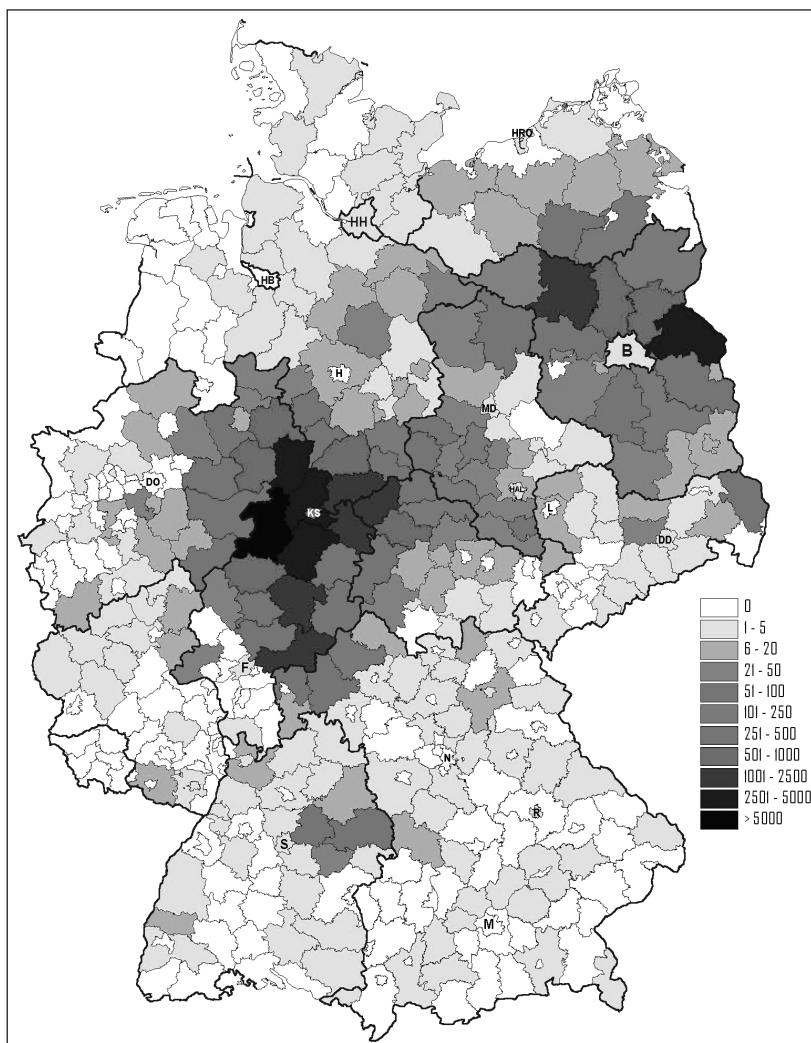 HRO
HH
HB
B
H
MD
DO
HAL
KS
L
DD
0
1 - 5
6 - 20
21 - 50
51 - 100
101 - 250
251 - 500
501 - 1000
1001 - 2500
2501 - 5000
> 5000
F
N
R
S
M